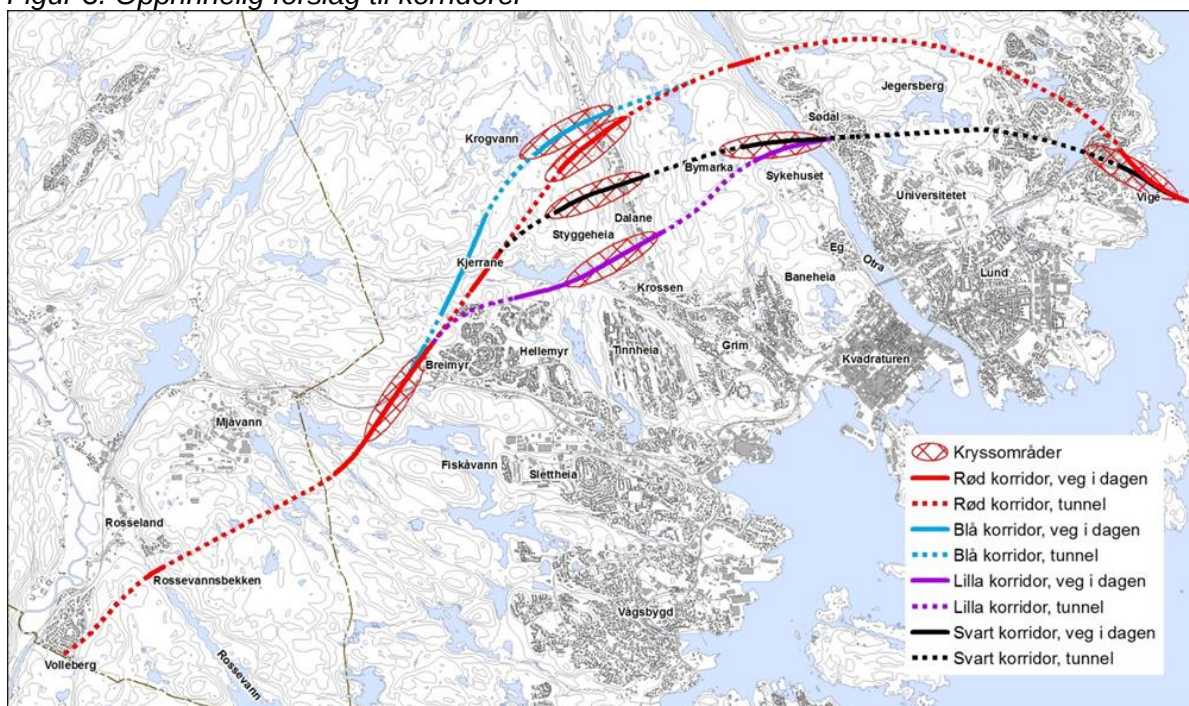 Figur 3. Opprinnelig forslag til korridorer
Jegersberg
Sødal
Krogvann
Bymarka
Sykehuset
Vige
Universitetet
Dalane
Styggeheia
Eg
Otra
Kjerrane
Baneheia
Lund
Krossen
Breimyr
Hellemyr
Tinnheia
Grim
Kvadraturen
Mjåvann
Fiskåvann
Slettheia
Rosseland
Rossevannsbekken
Vågsbygd
Volleberg
Rossevann
Kryssområder
Rød korridor, veg i dagen
Rød korridor, tunnel
Blå korridor, veg i dagen
Blå korridor, tunnel
Lilla korridor, veg i dagen
Lilla korridor, tunnel
Svart korridor, veg i dagen
Svart korridor, tunnel